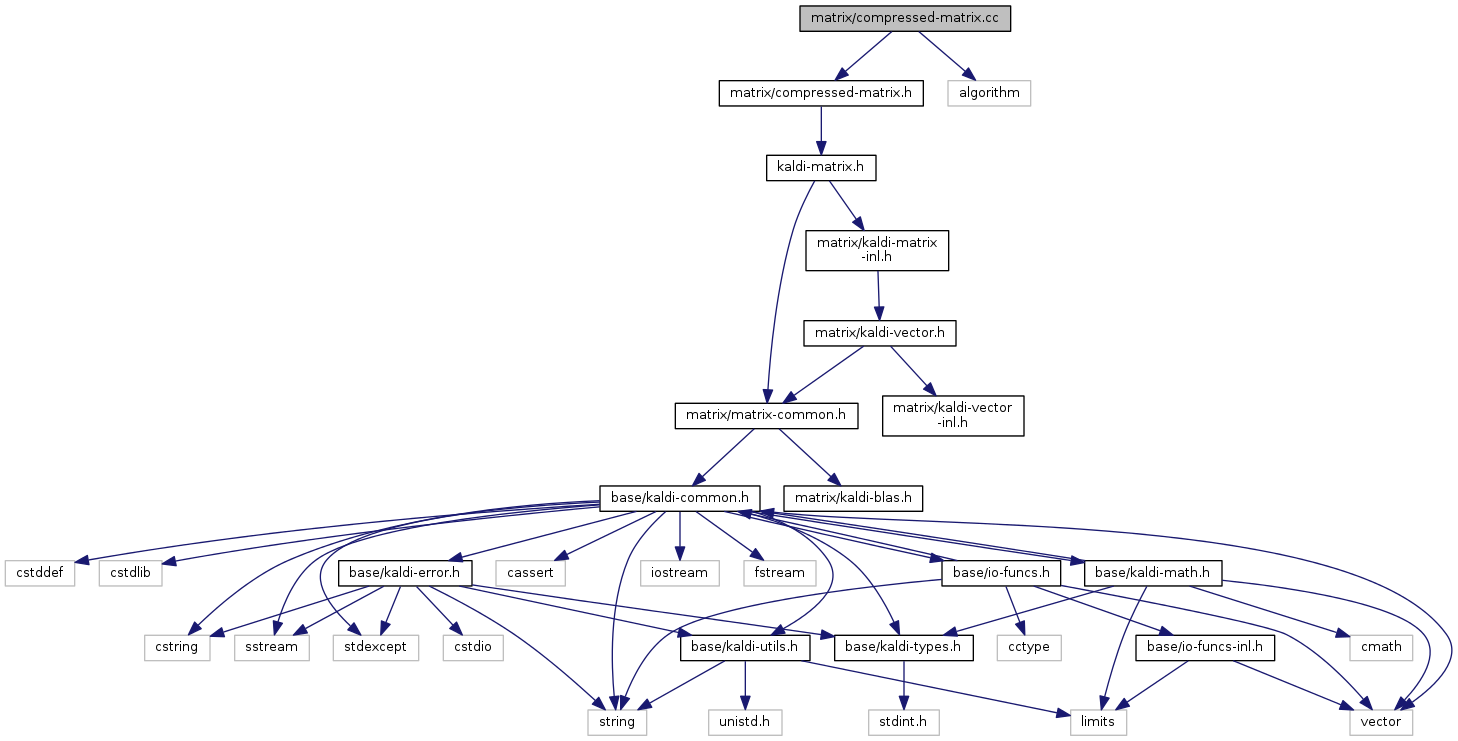 matrix/compressed-matrix.cc
matrix/compressed-matrix.h
algorithm
kaldi-matrix.h
matrix/kaldi-matrix
-inl.h
matrix/kaldi-vector.h
matrix/matrix-common.h
matrix/kaldi-vector
-inl.h
base/kaldi-common.h
matrix/kaldi-blas.h
cstddef
cstdlib
base/kaldi-error.h
cassert
iostream
fstream
base/io-funcs.h
base/kaldi-math.h
cstring
sstream
stdexcept
cstdio
base/kaldi-utils.h
base/kaldi-types.h
cctype
base/io-funcs-inl.h
cmath
string
unistd.h
stdint.h
limits
vector